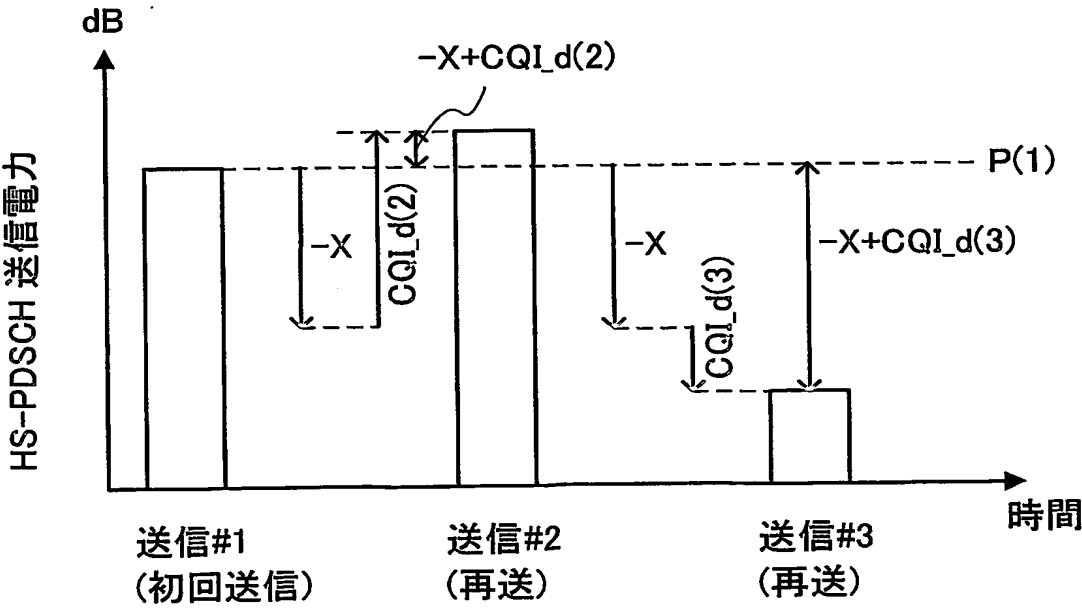 dB
HS-PDSCH 送信電力
-X+CQI_d(2)
P(1)
-X
CQI_d(2)
-X
CQI_d(3)
-X+CQI_d(3)
時間
送信#1
(初回送信)
送信#2
(再送)
送信#3
(再送)